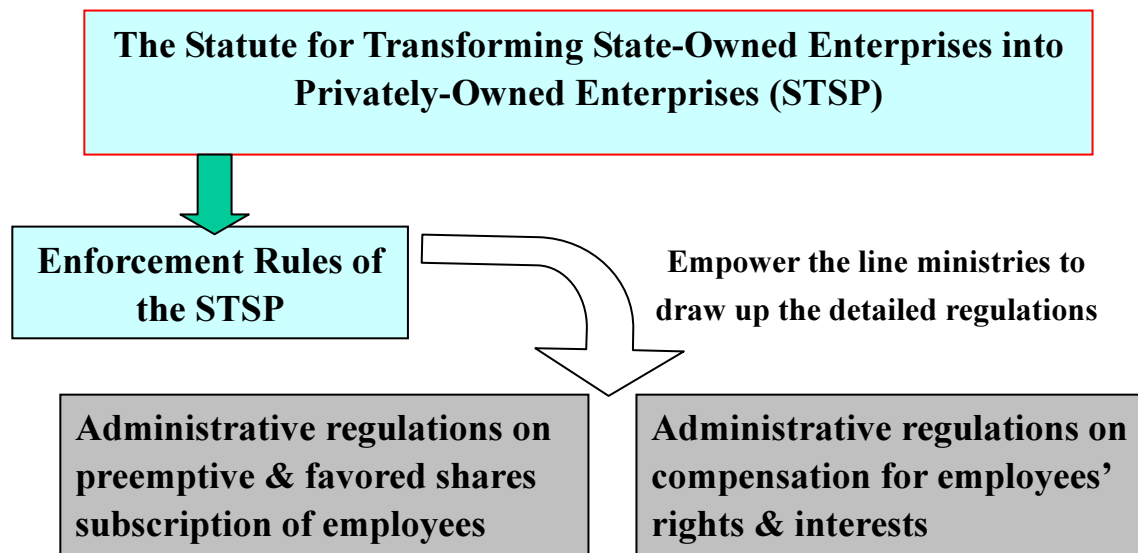 The Statute for Transforming State-Owned Enterprises into
Privately-Owned Enterprises (STSP)
Enforcement Rules of
the STSP
Empower the line ministries to
draw up the detailed regulations
Administrative regulations on
preemptive & favored shares
subscription of employees
Administrative regulations on
compensation for employees’
rights & interests